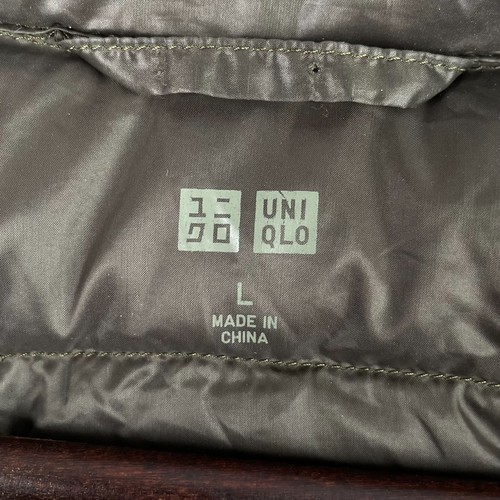 ユニ
クロ
UNI
QLO
L
MADE IN
CHINA